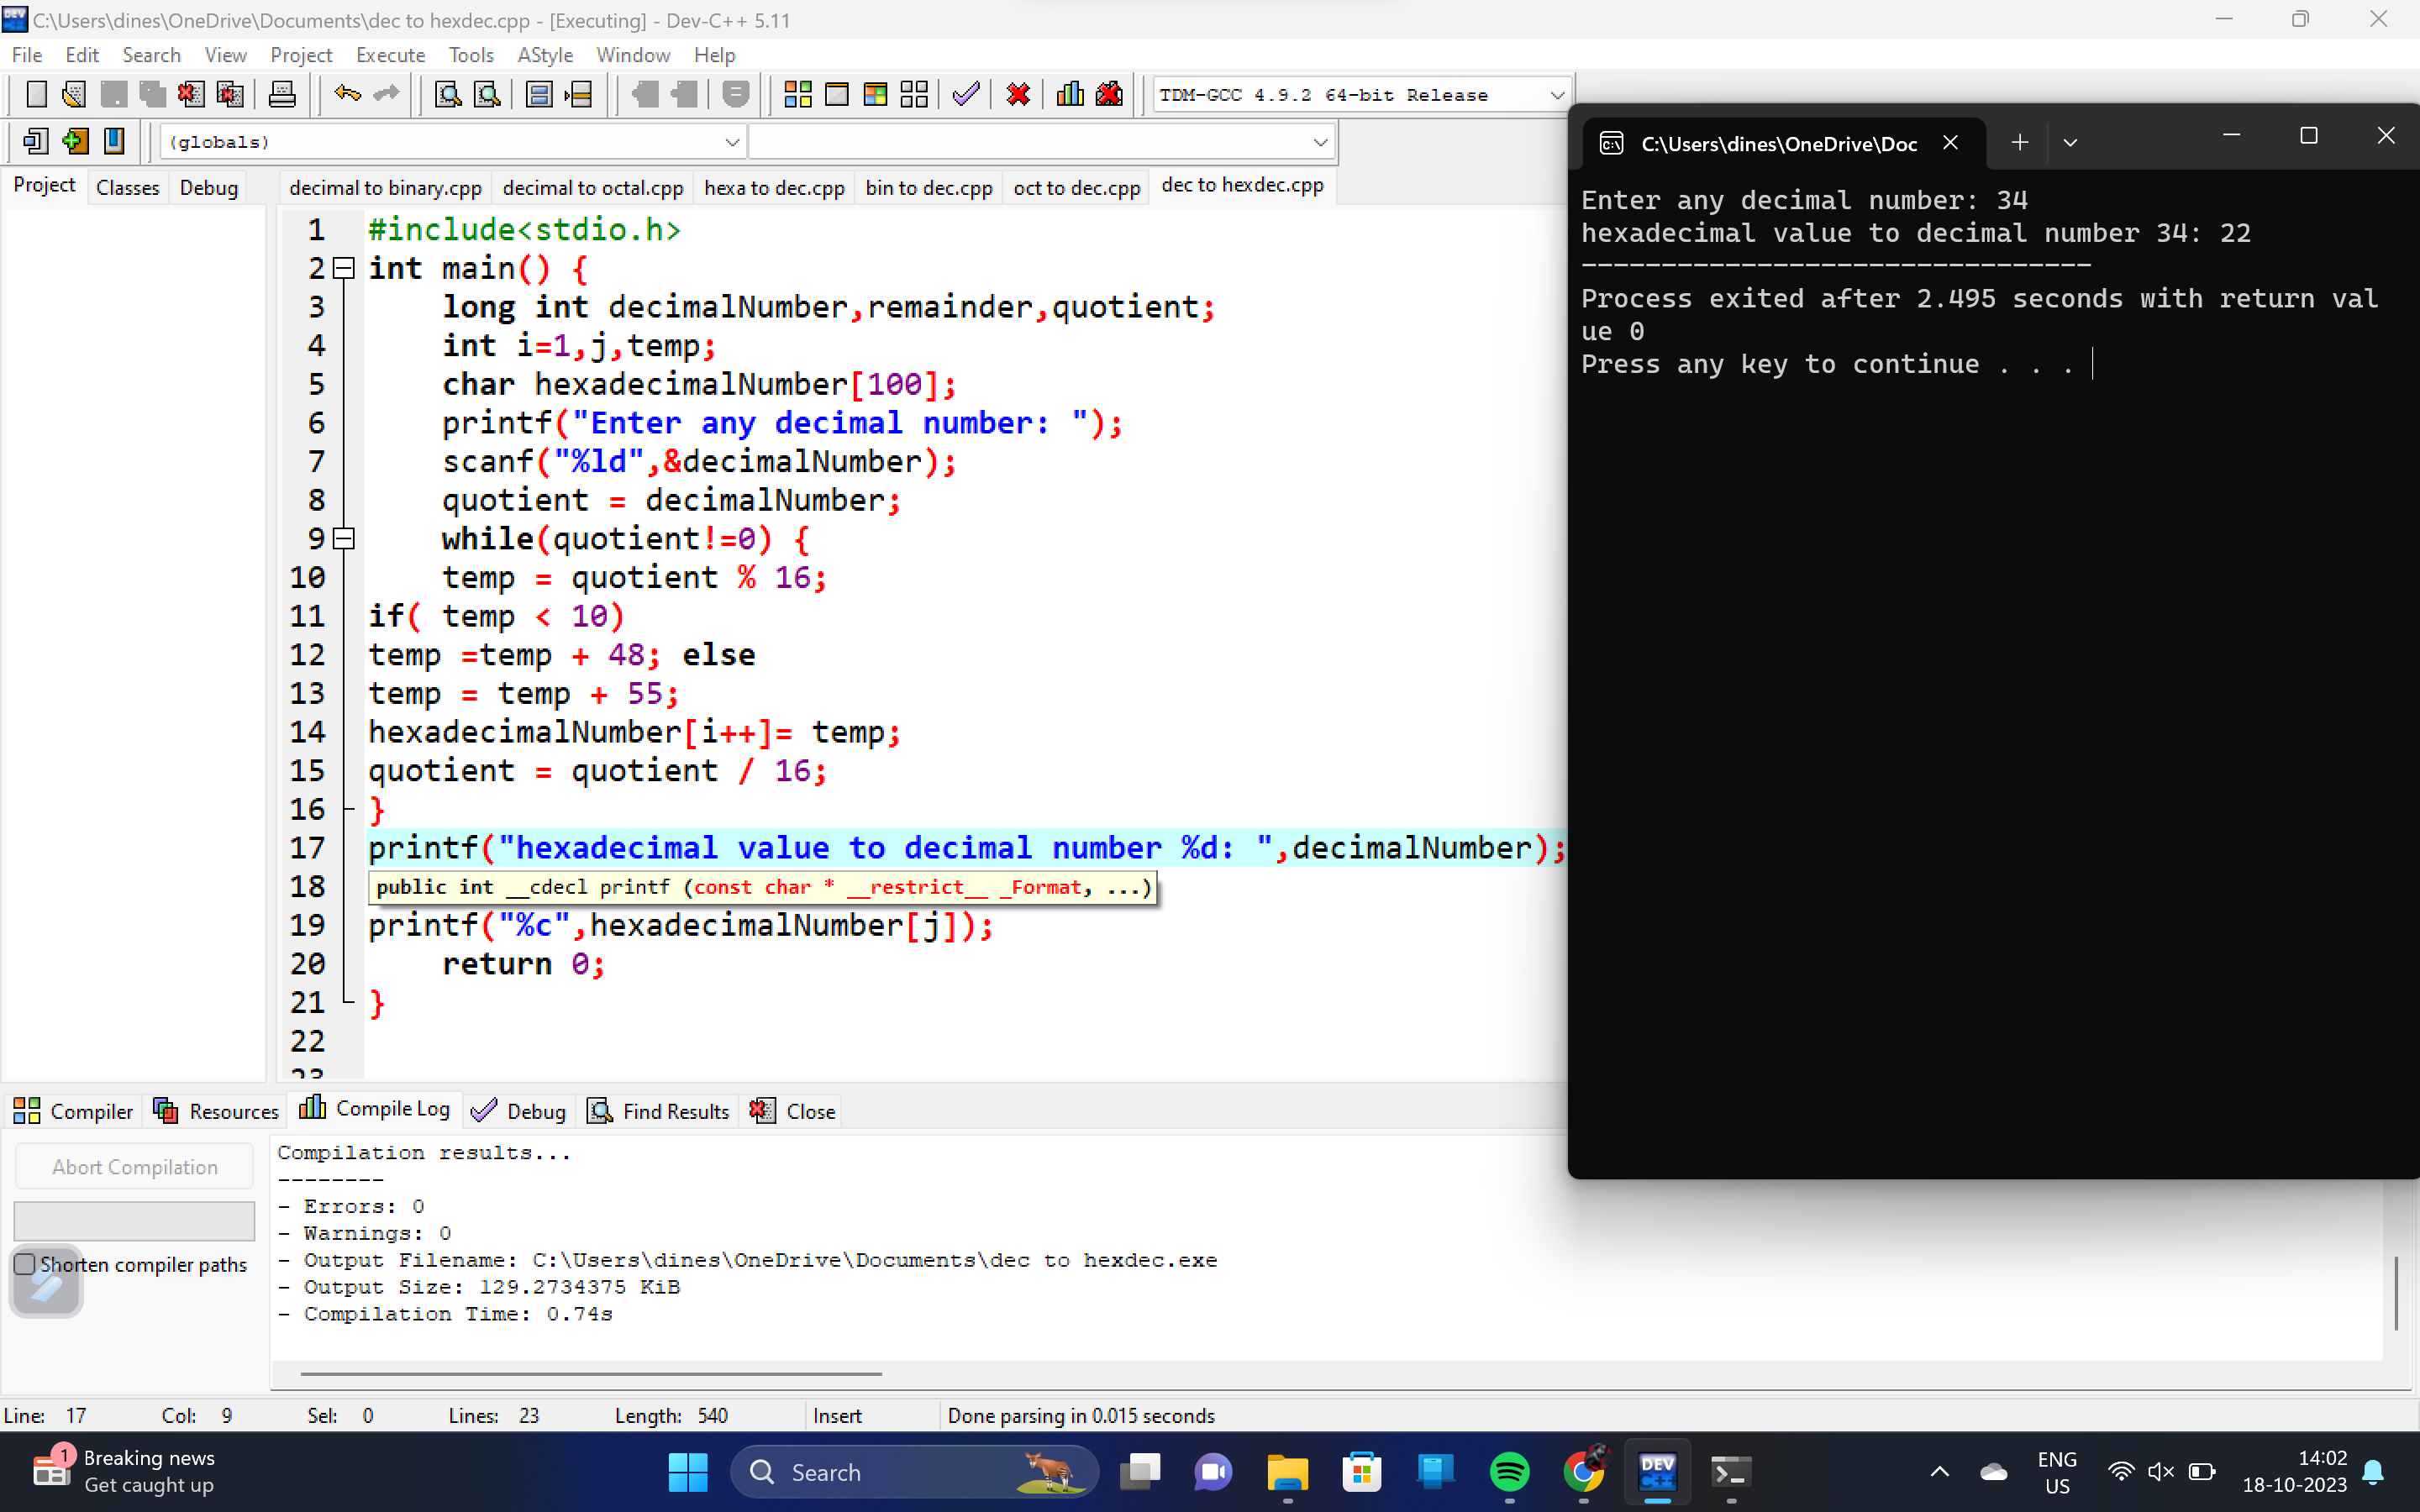 C:\Users\dines\OneDrive\Documents\dec to hexdec.cpp - [Executing] - Dev-C++ 5.11
File Edit Search View Project Execute Tools AStyle Window Help
TDM-GCC 4.9.2 64-bit Release
(globals)
Project Classes Debug
decimal to binary.cpp decimal to octal.cpp hexa to dec.cpp bin to dec.cpp oct to dec.cpp dec to hexdec.cpp
1 #include<stdio.h>
2 int main() {
3 long int decimalNumber,remainder,quotient;
4 int i=1,j,temp;
5 char hexadecimalNumber[100];
6 printf("Enter any decimal number: ");
7 scanf("%ld",&decimalNumber);
8 quotient = decimalNumber;
9 while(quotient!=0) {
10 temp = quotient % 16;
11 if( temp < 10)
12 temp =temp + 48; else
13 temp = temp + 55;
14 hexadecimalNumber[i++]= temp;
15 quotient = quotient / 16;
16 }
17 printf("hexadecimal value to decimal number %d: ",decimalNumber);
18 public int __cdecl printf (const char * __restrict__ _Format, ...)
19 printf("%c",hexadecimalNumber[j]);
20 return 0;
21 }
22
23
C:\Users\dines\OneDrive\Doc
Enter any decimal number: 34
hexadecimal value to decimal number 34: 22
--------------------------------
Process exited after 2.495 seconds with return val
ue 0
Press any key to continue . . .
Compiler Resources Compile Log Debug Find Results Close
Abort Compilation
Shorten compiler paths
Compilation results...
--------
- Errors: 0
- Warnings: 0
- Output Filename: C:\Users\dines\OneDrive\Documents\dec to hexdec.exe
- Output Size: 129.2734375 KiB
- Compilation Time: 0.74s
Line: 17 Col: 9 Sel: 0 Lines: 23 Length: 540 Insert Done parsing in 0.015 seconds
1
Breaking news
Get caught up
Search
DEV
C++
ENG
US
14:02
18-10-2023